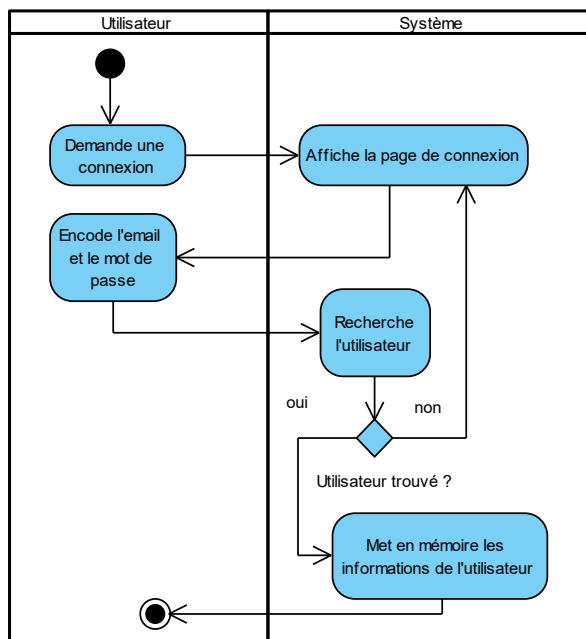 Utilisateur
Système
Demande une
connexion
Affiche la page de connexion
Encode l'email
et le mot de
passe
Recherche
l'utilisateur
oui
non
Utilisateur trouvé ?
Met en mémoire les
informations de l'utilisateur